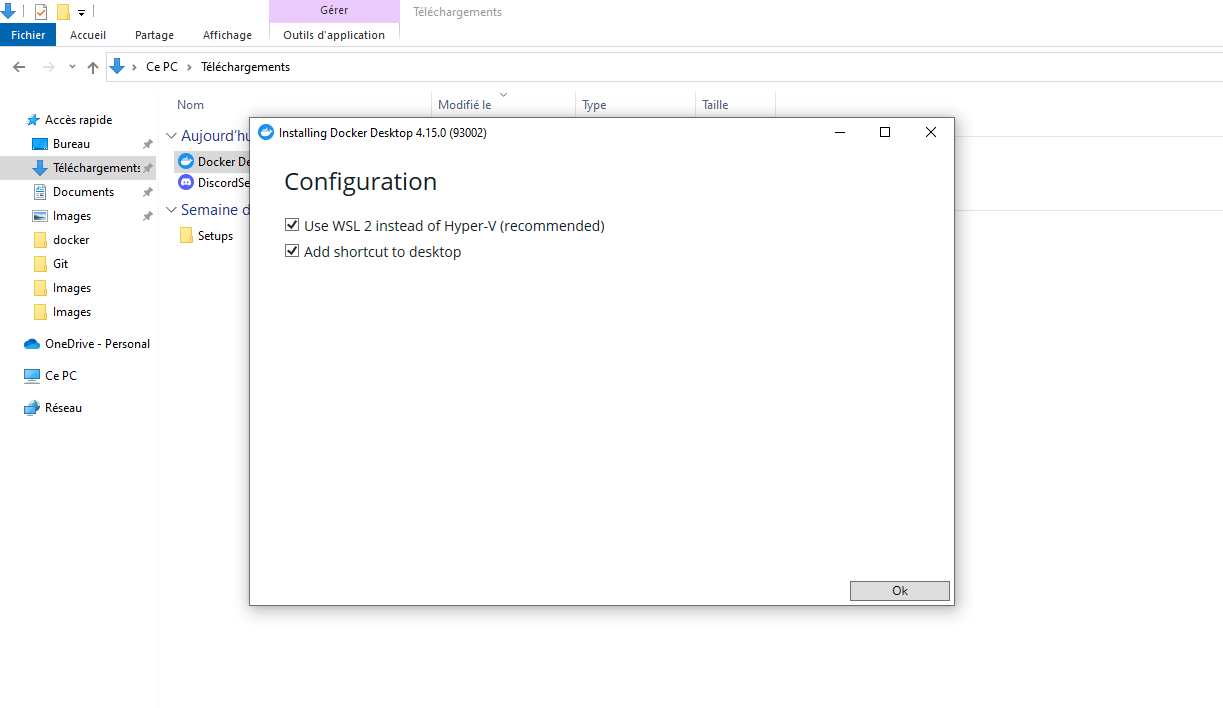 Gérer
Téléchargements
Fichier
Accueil
Partage
Affichage
Outils d'application
Ce PC
Téléchargements
Nom
Modifié le
Type
Taille
Accès rapide
Bureau
Téléchargements
Documents
Images
docker
Git
Images
Images
OneDrive - Personal
Ce PC
Réseau
Aujourd'hu
Docker De
DiscordSe
Semaine d
Setups
Installing Docker Desktop 4.15.0 (93002)
Configuration
Use WSL 2 instead of Hyper-V (recommended)
Add shortcut to desktop
Ok